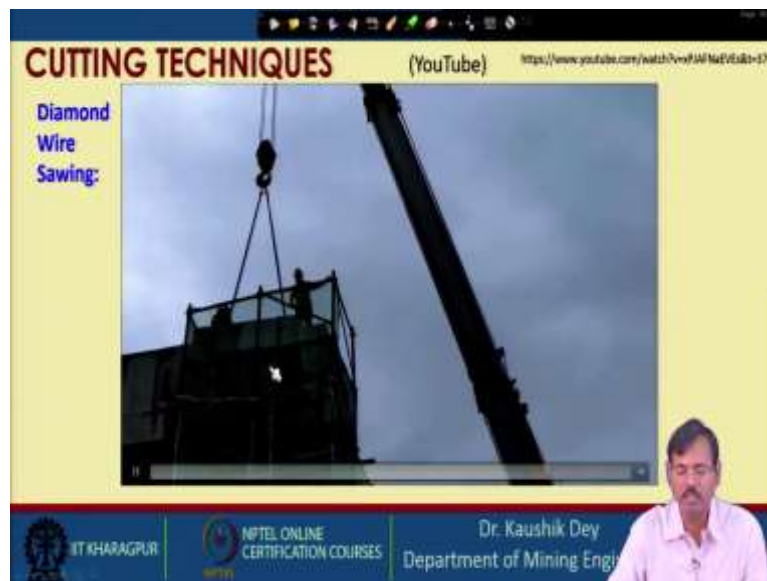 CUTTING TECHNIQUES
(YouTube)
Diamond
Wire
Sawing:
IIT KHARAGPUR
NPTEL
NPTEL ONLINE
CERTIFICATION COURSES
Dr. Kaushik Dey
Department of Mining Engi